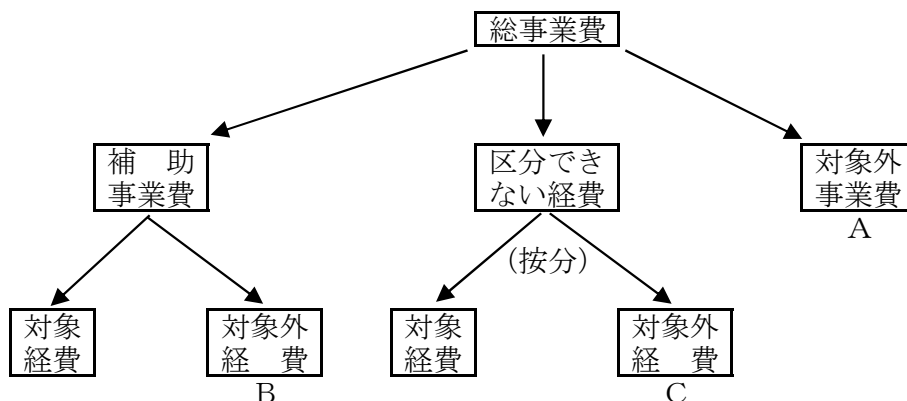 総事業費
補　助
事業費
区分でき
ない経費
対象外
事業費
A
（按分）
対象
経費
対象外
経　費
B
対象
経費
対象外
経　費
C